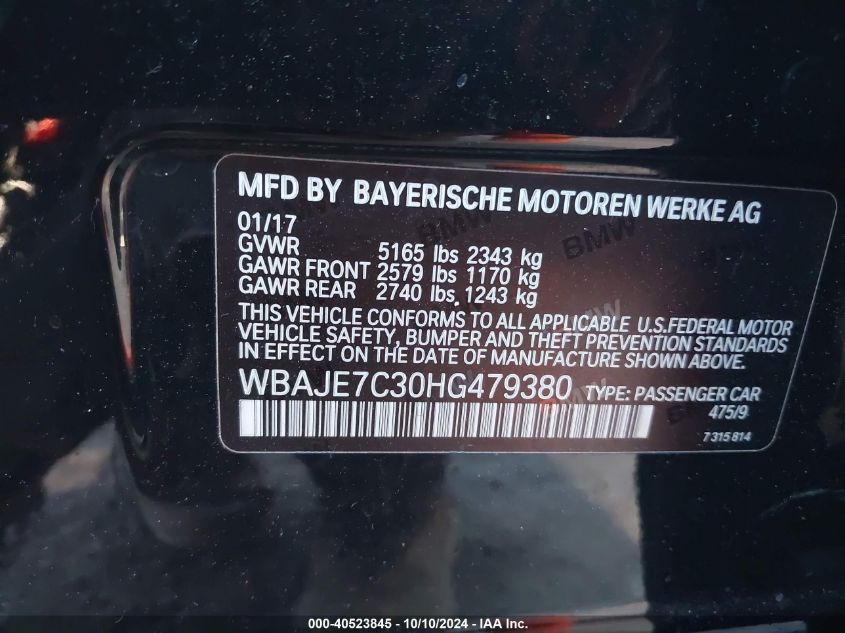 MFD BY BAYERISCHE MOTOREN WERKE AG
01/17
GVWR 5165 lbs 2343 kg
GAWR FRONT 2579 lbs 1170 kg
GAWR REAR 2740 lbs. 1243 kg
THIS VEHICLE CONFORMS TO ALL APPLICABLE U.S.FEDERAL MOTOR
VEHICLE SAFETY, BUMPER AND THEFT PREVENTION STANDARDS
IN EFFECT ON THE DATE OF MANUFACTURE SHOWN ABOVE.
WBAJE7C30HG479380 TYPE: PASSENGER CAR
475/9
7315814
BMW
BMW
000-40523845 - 10/10/2024 - IAA Inc.